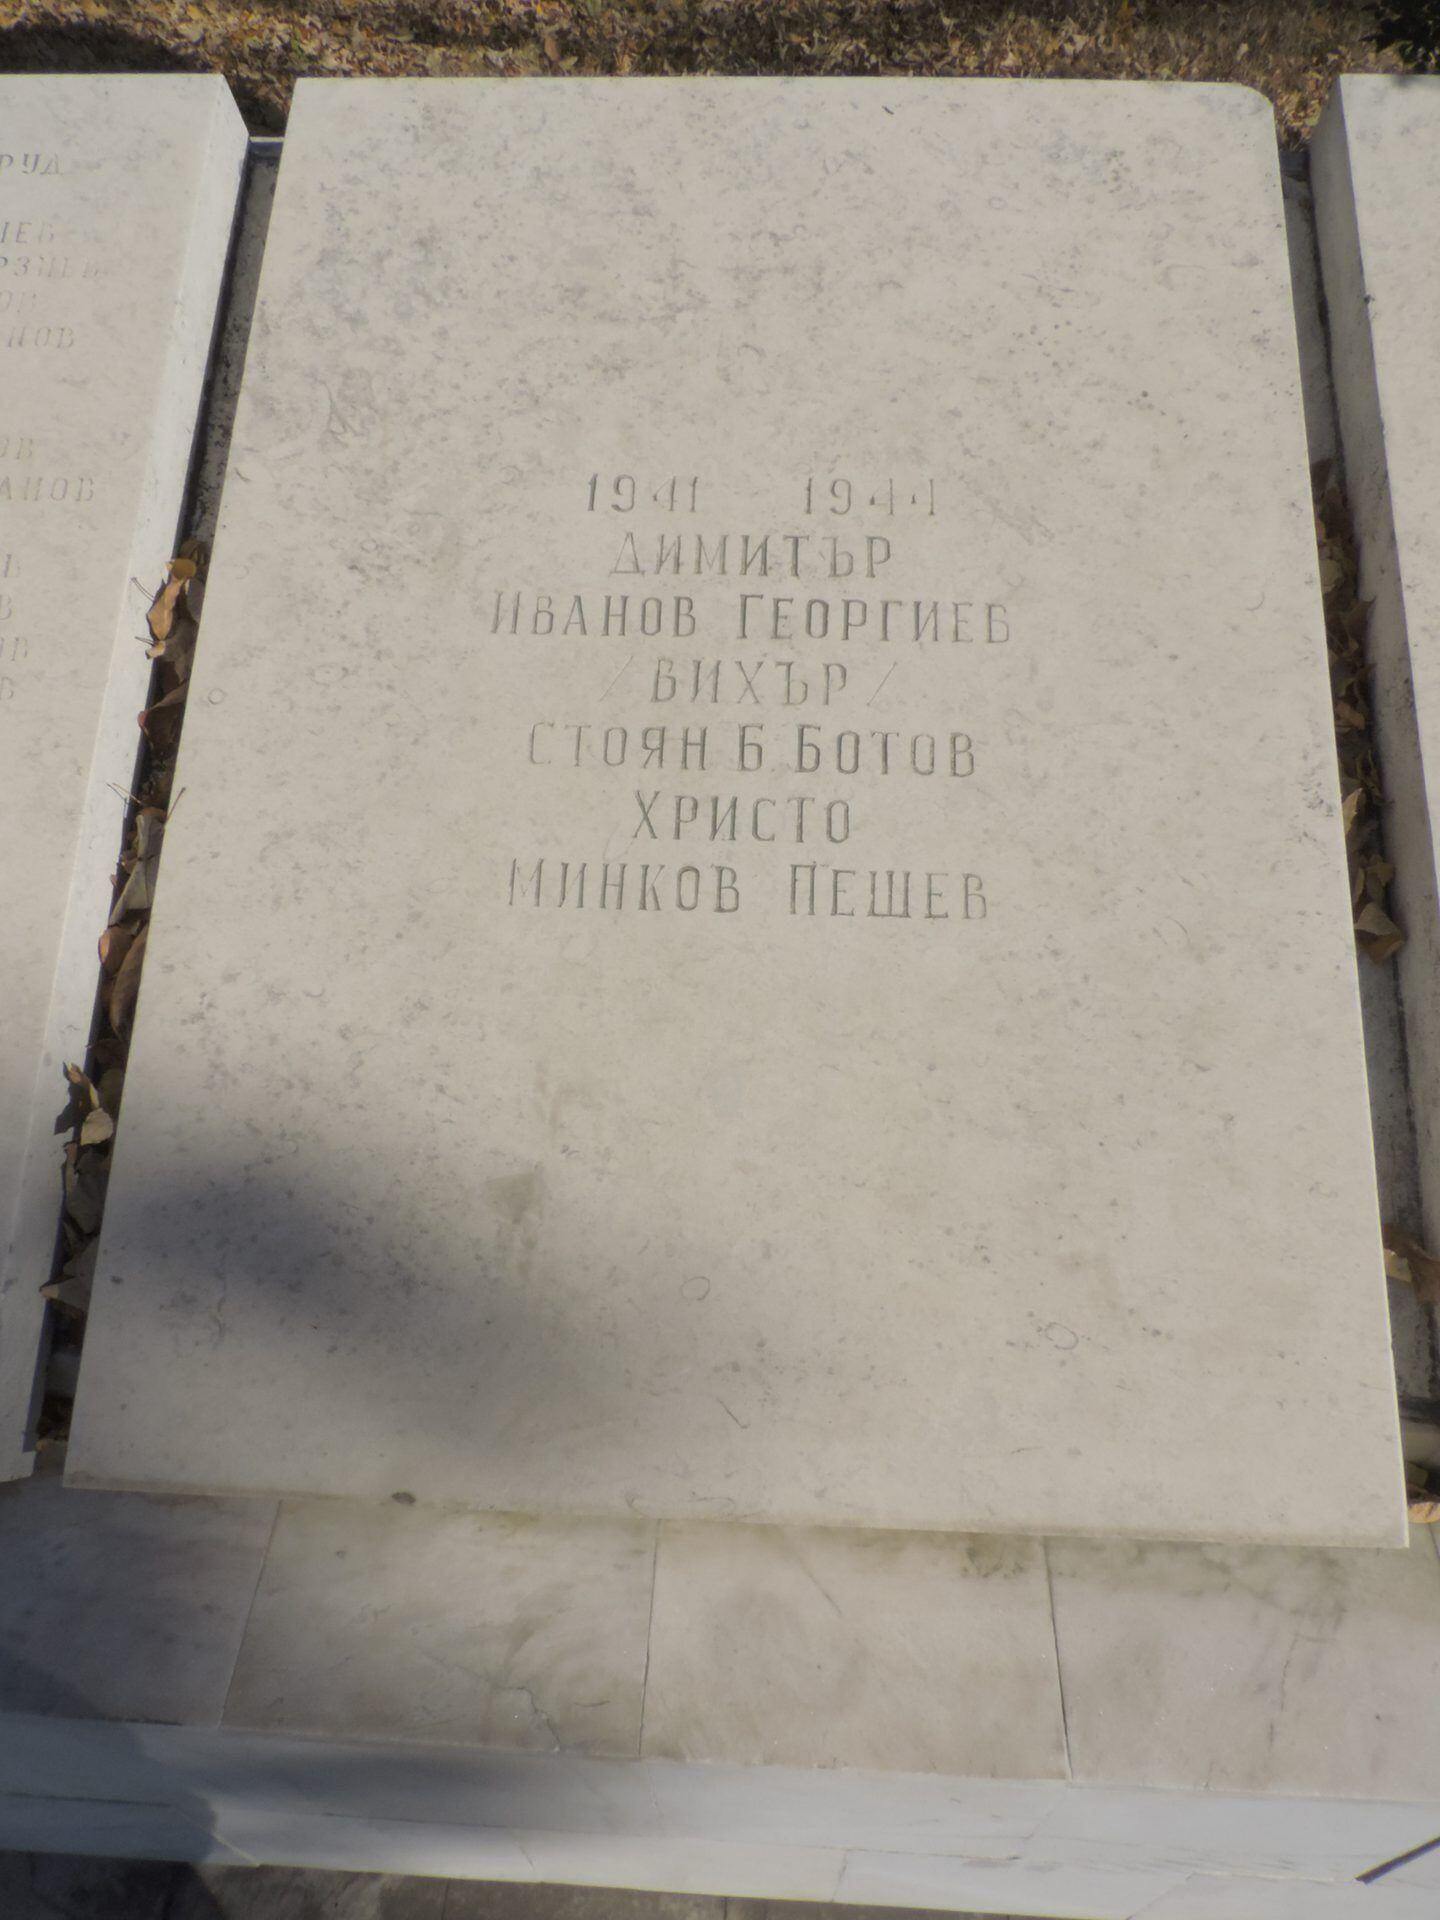 1941 1944
ДИМИТЪР
ИВАНОВ ГЕОРГИЕВ
/ВИХЪР/
СТОЯН Б. БОТОВ
ХРИСТО
МИНКОВ ПЕШЕВ